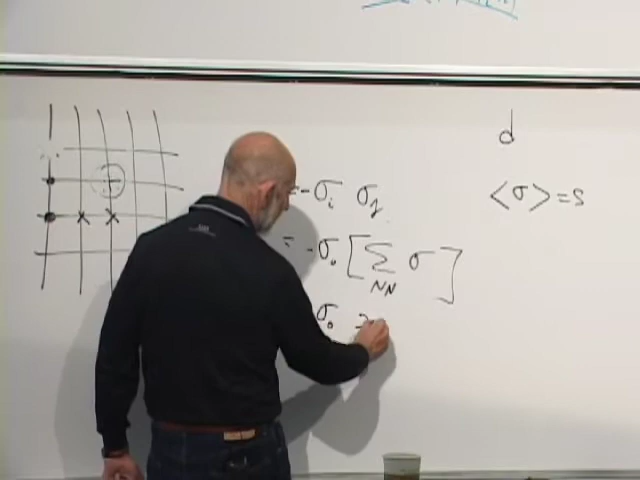 d
= - σᵢ σⱼ
<σ> = s
= - σ₀ [ Σ σ ]
NN
σ₀ 2